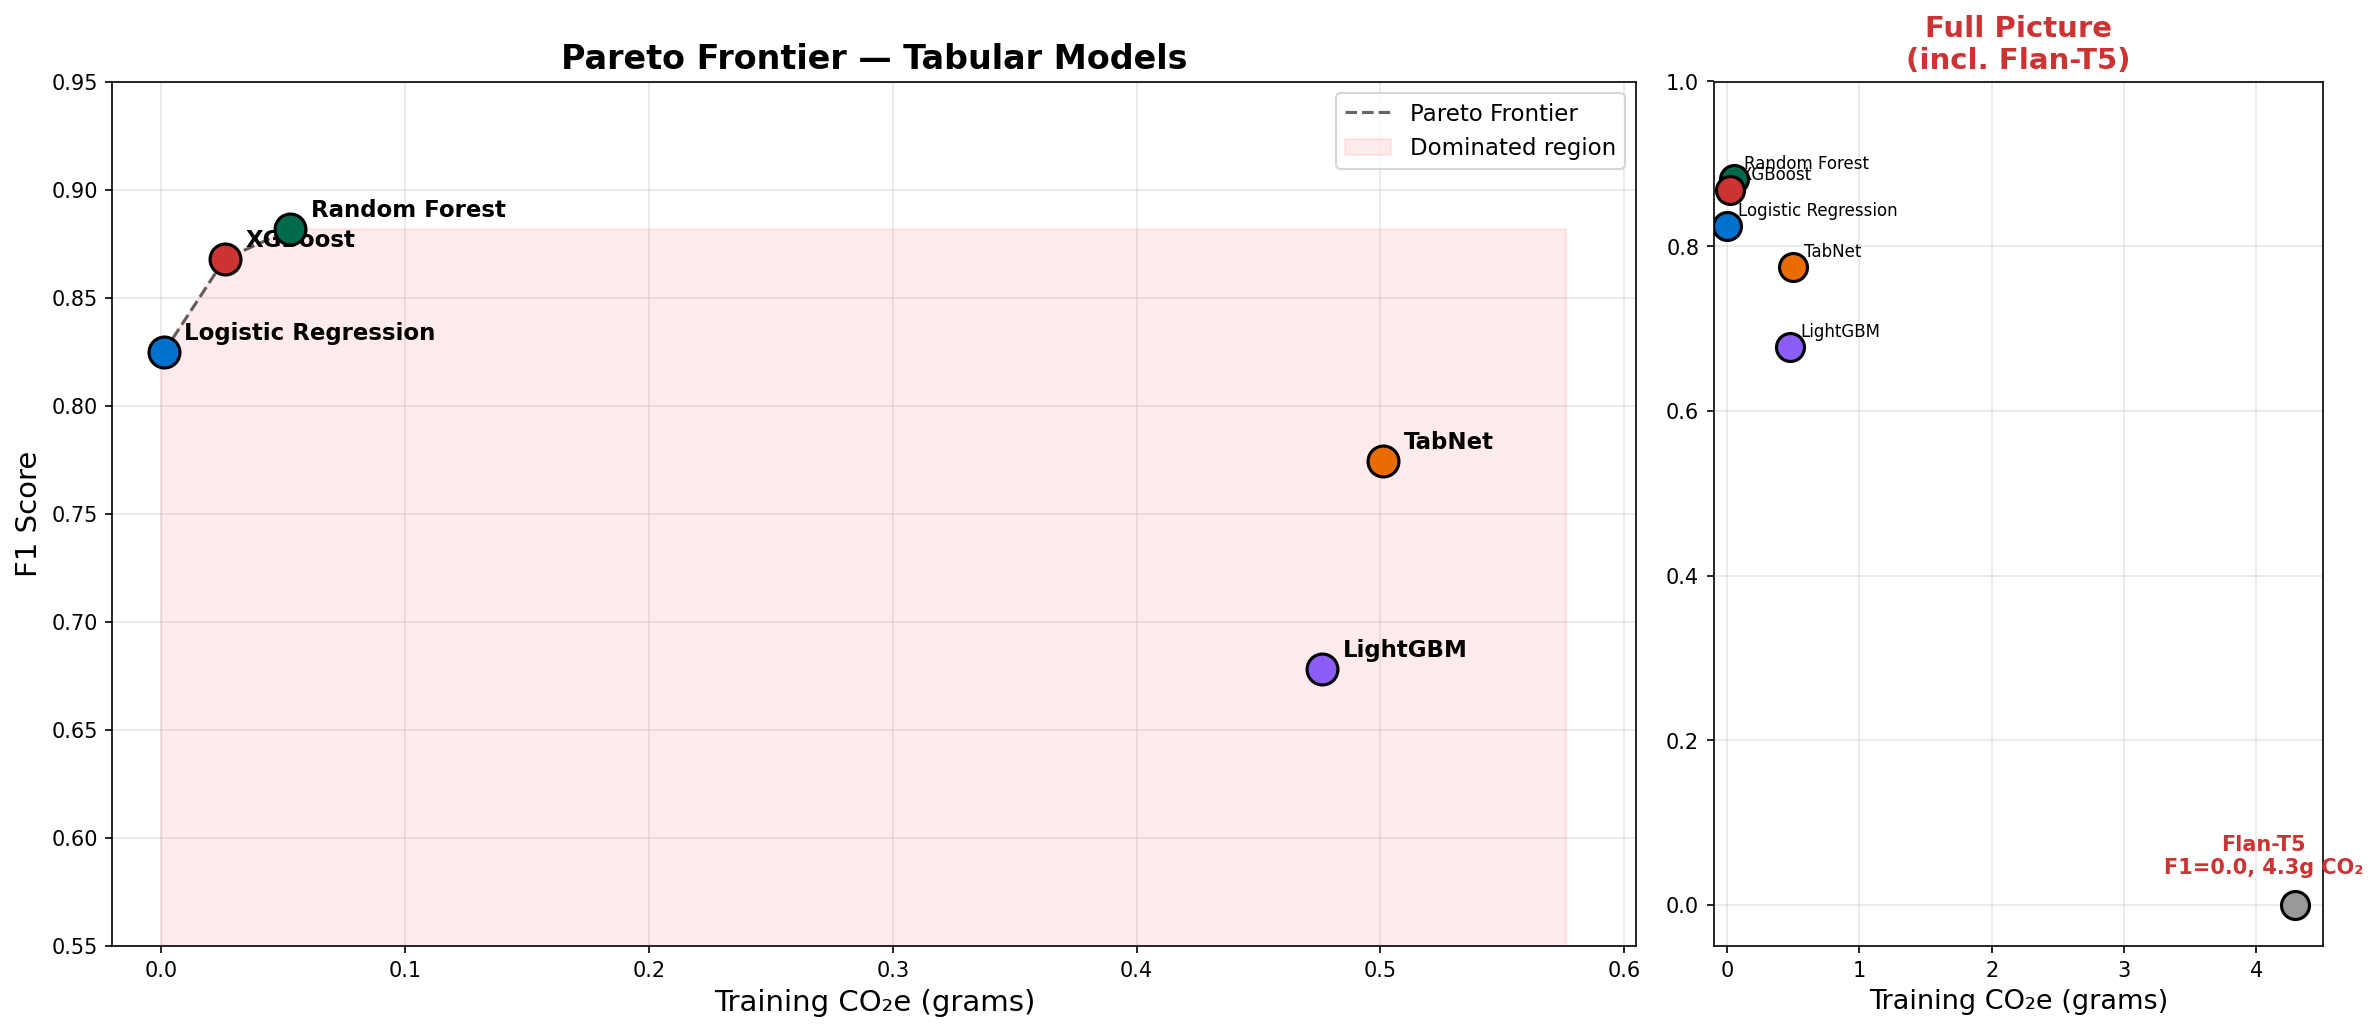 Pareto Frontier — Tabular Models
Pareto Frontier
Dominated region
Random Forest
XGBoost
Logistic Regression
TabNet
LightGBM
F1 Score
0.95
0.90
0.85
0.80
0.75
0.70
0.65
0.60
0.55
0.0
0.1
0.2
0.3
0.4
0.5
0.6
Training CO₂e (grams)
Full Picture
(incl. Flan-T5)
1.0
0.8
0.6
0.4
0.2
0.0
Random Forest
XGBoost
Logistic Regression
TabNet
LightGBM
Flan-T5
F1=0.0, 4.3g CO₂
0
1
2
3
4
Training CO₂e (grams)